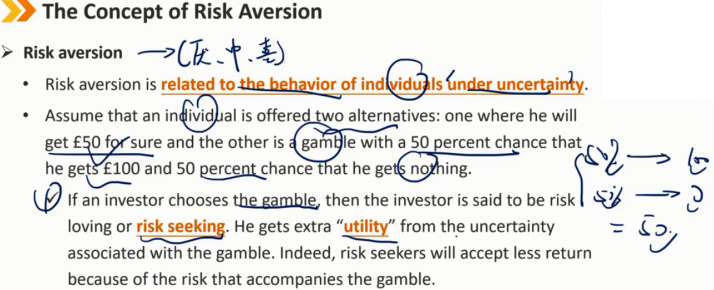 The Concept of Risk Aversion
➤ Risk aversion →(厌、中、喜)
• Risk aversion is related to the behavior of individuals under uncertainty.
• Assume that an individual is offered two alternatives: one where he will
get £50 for sure and the other is a gamble with a 50 percent chance that
he gets £100 and 50 percent chance that he gets nothing.
If an investor chooses the gamble, then the investor is said to be risk
loving or risk seeking. He gets extra “utility” from the uncertainty
associated with the gamble. Indeed, risk seekers will accept less return
because of the risk that accompanies the gamble.
50% → 100
50% → 0
= 50